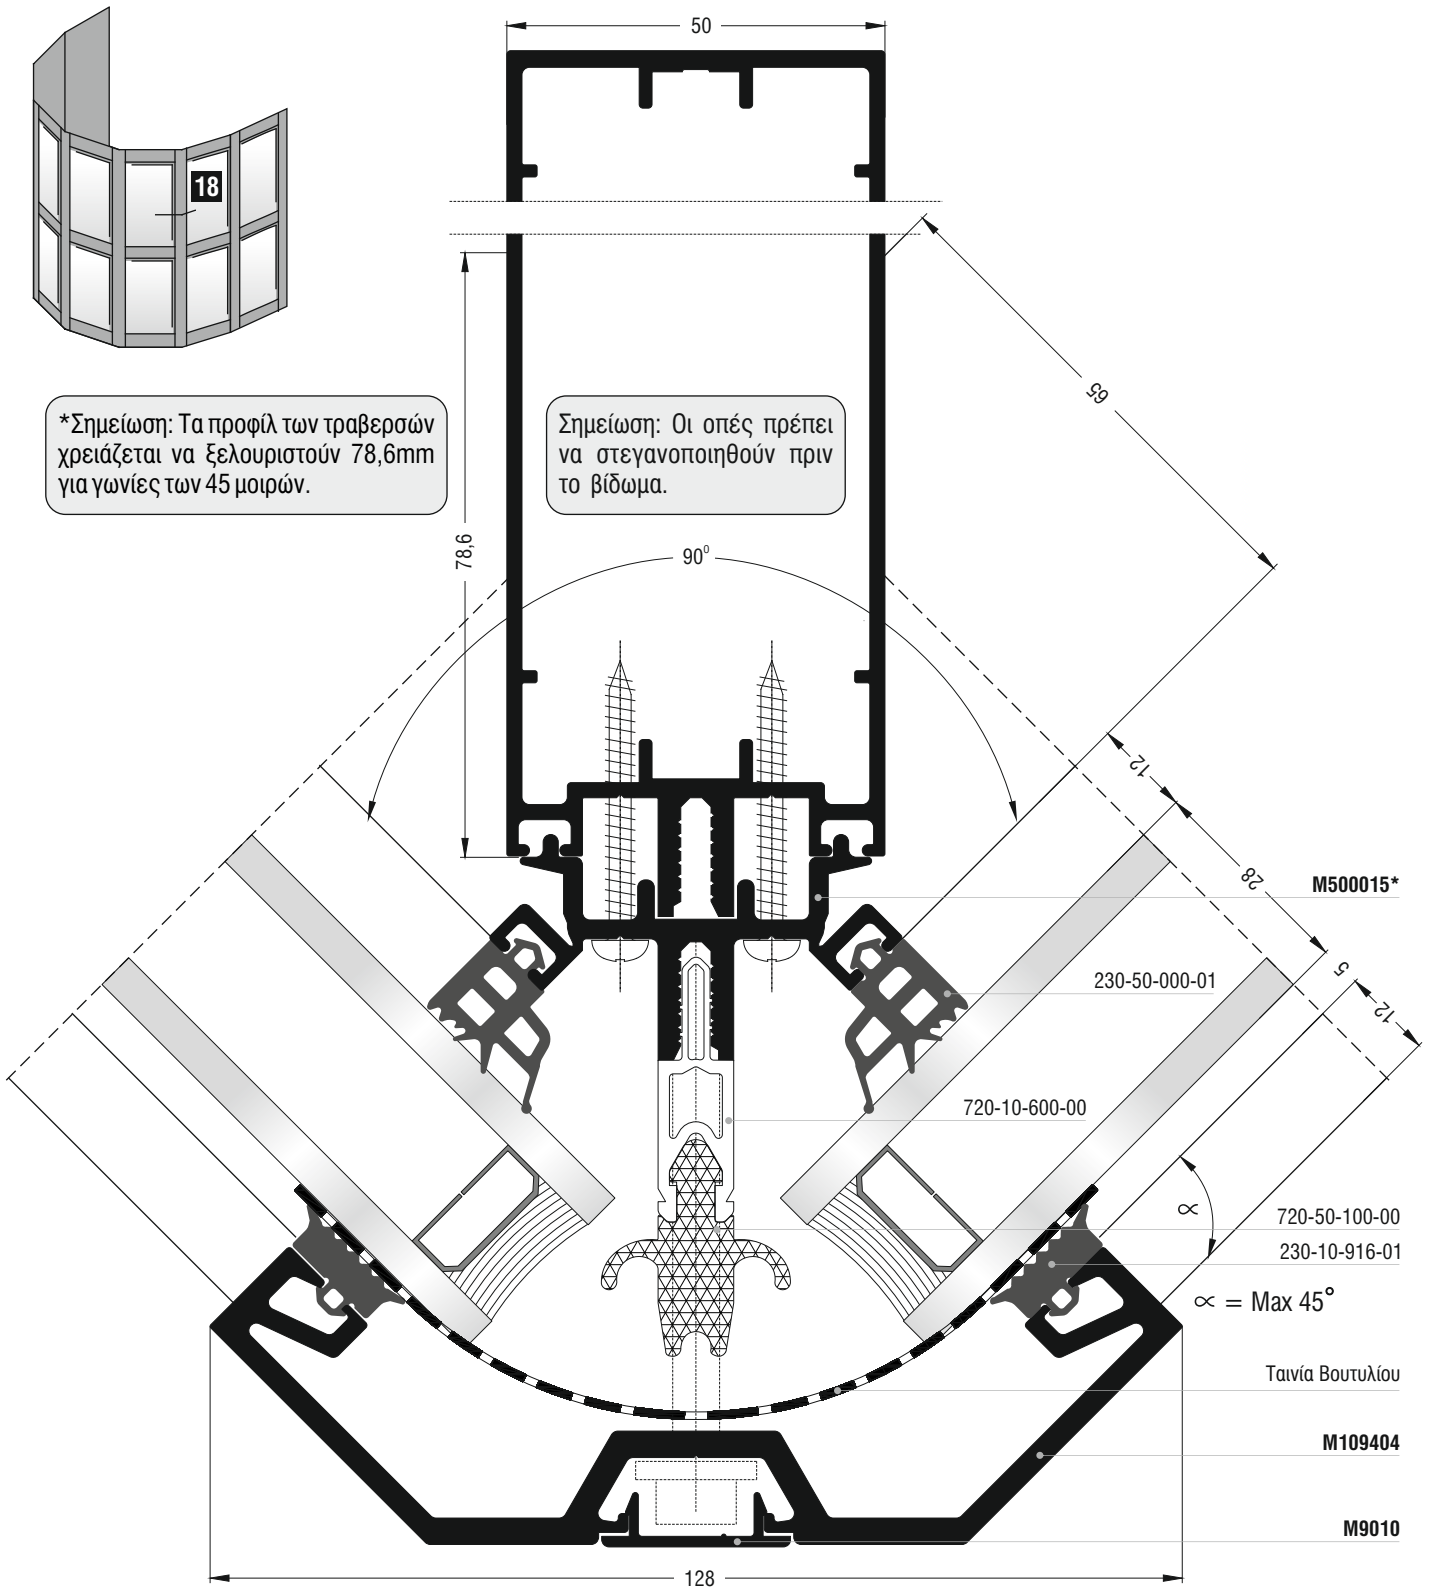 50
18
65
*Σημείωση: Τα προφίλ των τραβερσών
χρειάζεται να ξελουριστούν 78,6mm
για γωνίες των 45 μοιρών.
Σημείωση: Οι οπές πρέπει
να στεγανοποιηθούν πριν
το βίδωμα.
78,6
90⁰
12
28
M500015*
5
230-50-000-01
12
720-10-600-00
∝
720-50-100-00
230-10-916-01
∝ = Max 45°
Ταινία Βουτυλίου
M109404
M9010
128